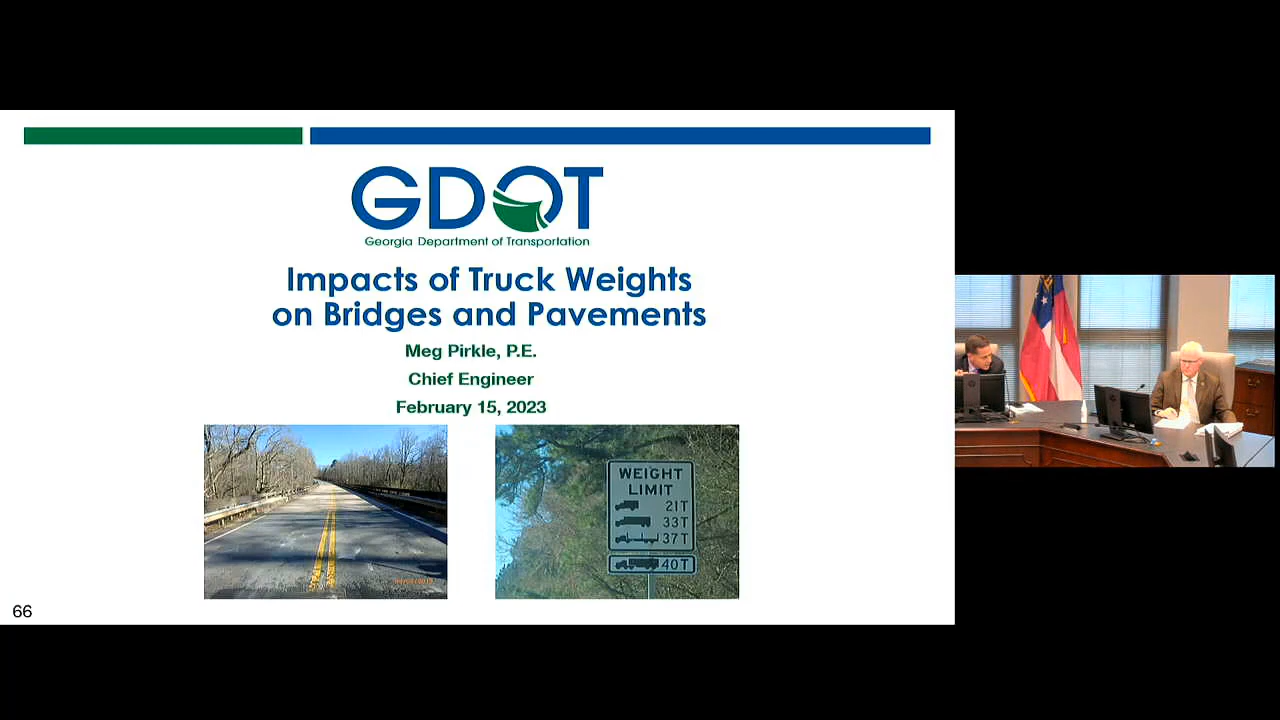 GDOT
Georgia Department of Transportation
Impacts of Truck Weights
on Bridges and Pavements
Meg Pirkle, P.E.
Chief Engineer
February 15, 2023
WEIGHT
LIMIT
21T
33T
37T
40T
66